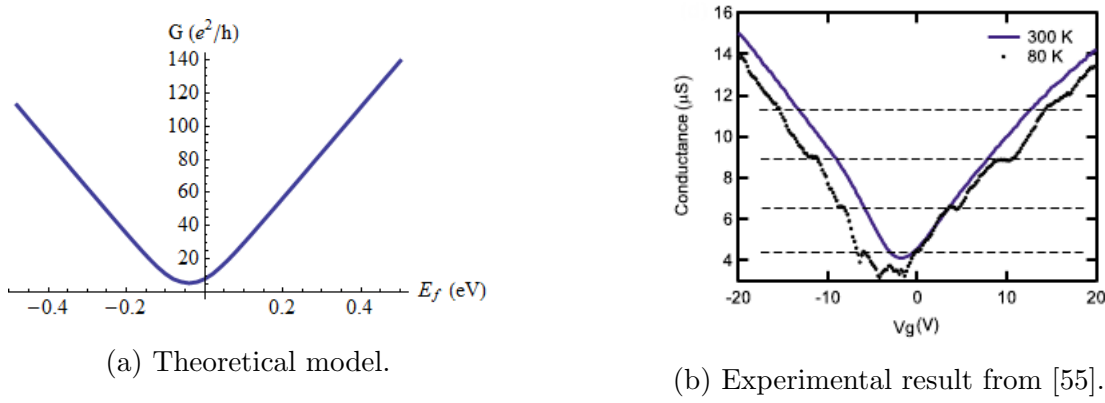 G (e²/h)
140
120
100
80
60
40
20
−0.4
−0.2
0.2
0.4
E_f (eV)
(a) Theoretical model.
16
14
12
10
8
6
4
Conductance (μS)
300 K
80 K
-20
-10
0
10
20
Vg(V)
(b) Experimental result from [55].